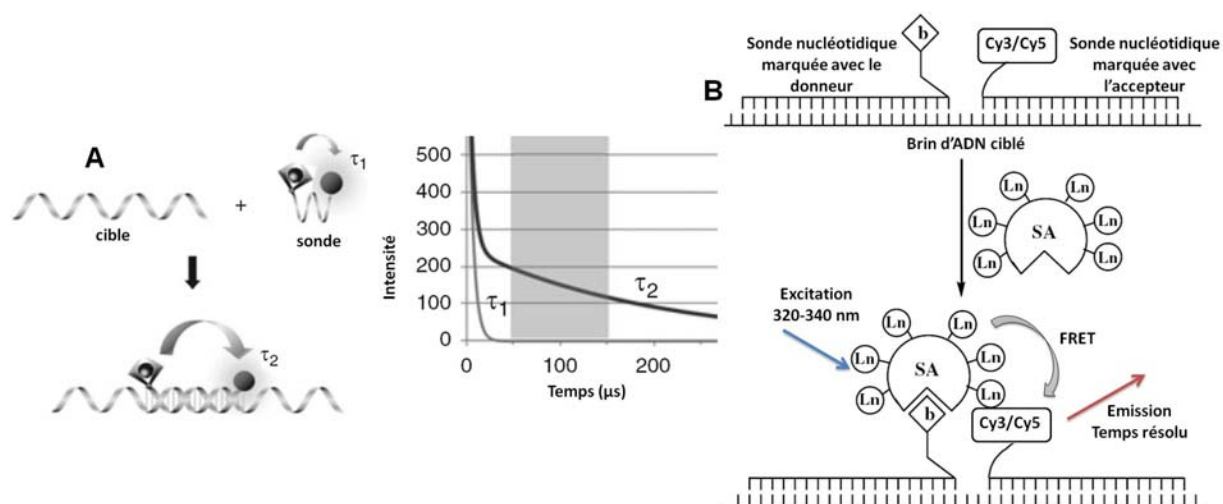 A
τ1
+
cible
sonde
τ2
500
400
300
200
100
0
Intensité
τ1
τ2
0
100
200
Temps (µs)
B
Sonde nucléotidique
marquée avec le
donneur
b
Cy3/Cy5
Sonde nucléotidique
marquée avec
l'accepteur
Brin d'ADN ciblé
Ln
Ln
Ln
Ln
Ln
Ln
SA
Excitation
320-340 nm
Ln
Ln
Ln
Ln
Ln
Ln
SA
b
FRET
Cy3/Cy5
Emission
Temps résolu